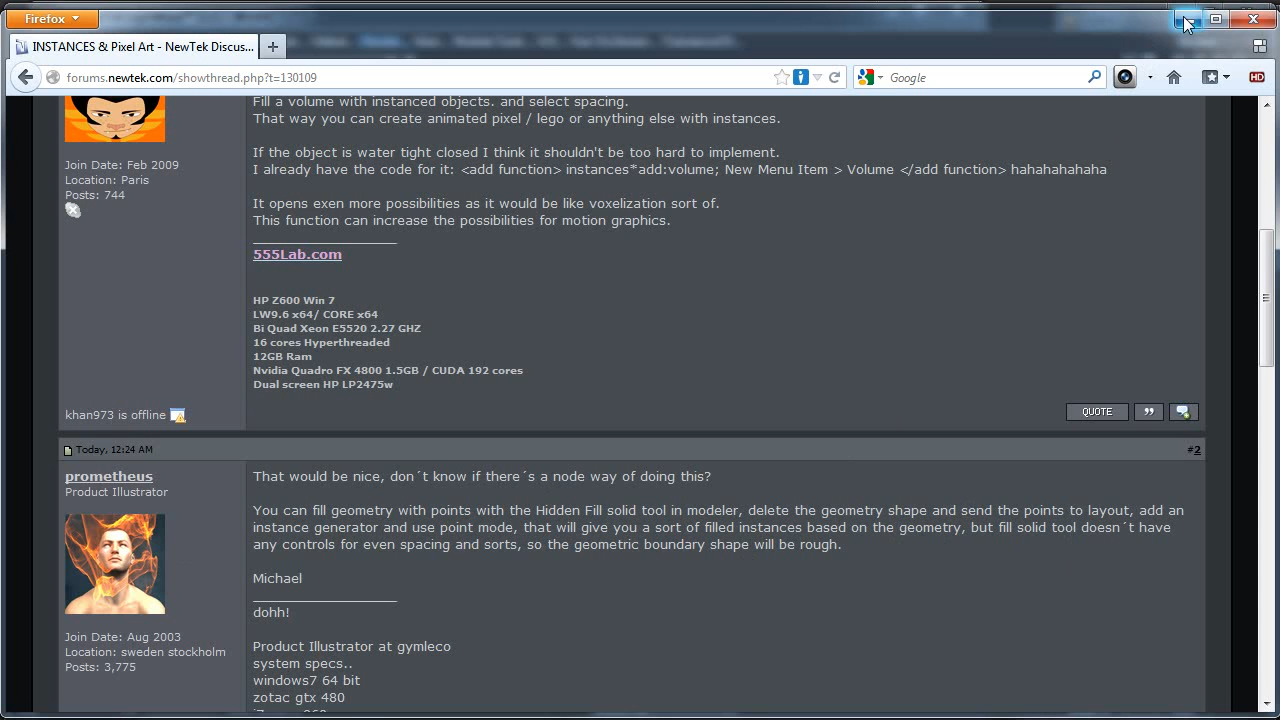 Firefox
INSTANCES & Pixel Art - NewTek Discus...
forums.newtek.com/showthread.php?t=130109
Google
HD
Fill a volume with instanced objects. and select spacing.
That way you can create animated pixel / lego or anything else with instances.
Join Date: Feb 2009
Location: Paris
Posts: 744
If the object is water tight closed I think it shouldn't be too hard to implement.
I already have the code for it: <add function> instances*add:volume; New Menu Item > Volume </add function> hahahahahaha
It opens even more possibilities as it would be like voxelization sort of.
This function can increase the possibilities for motion graphics.
555Lab.com
HP Z600 Win 7
LW9.6 x64/ CORE x64
Bi Quad Xeon E5520 2.27 GHZ
16 cores Hyperthreaded
12GB Ram
Nvidia Quadro FX 4800 1.5GB / CUDA 192 cores
Dual screen HP LP2475w
khan973 is offline
QUOTE
Today, 12:24 AM
#2
prometheus
Product Illustrator
Join Date: Aug 2003
Location: sweden stockholm
Posts: 3,775
That would be nice, don´t know if there´s a node way of doing this?
You can fill geometry with points with the Hidden Fill solid tool in modeler, delete the geometry shape and send the points to layout, add an
instance generator and use point mode, that will give you a sort of filled instances based on the geometry, but fill solid tool doesn´t have
any controls for even spacing and sorts, so the geometric boundary shape will be rough.
Michael
dohh!
Product Illustrator at gymleco
system specs..
windows7 64 bit
zotac gtx 480